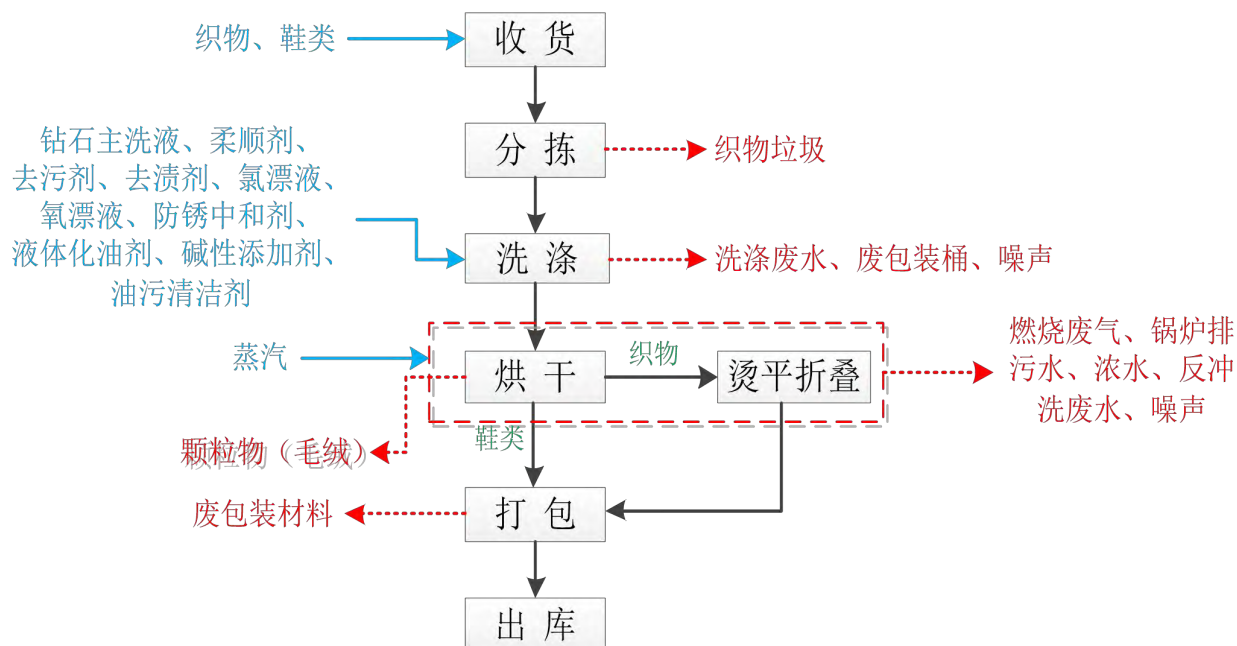 织物、鞋类
收货
钻石主洗液、柔顺剂、
去污剂、去渍剂、氯漂液、
氧漂液、防锈中和剂、
液体化油剂、碱性添加剂、
油污清洁剂
分拣
织物垃圾
洗涤
洗涤废水、废包装桶、噪声
蒸汽
烘干
织物
烫平折叠
燃烧废气、锅炉排
污水、浓水、反冲
洗废水、噪声
鞋类
颗粒物（毛绒）
废包装材料
打包
出库